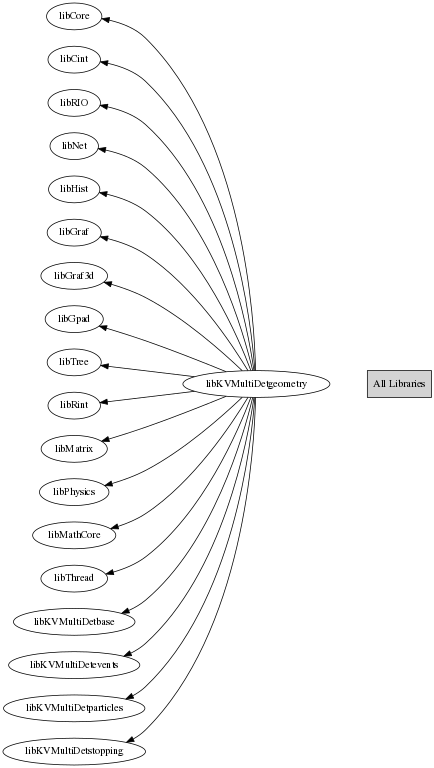 libCore
libCint
libRIO
libNet
libHist
libGraf
libGraf3d
libGpad
libTree
libKVMultiDetgeometry
All Libraries
libRint
libMatrix
libPhysics
libMathCore
libThread
libKVMultiDetbase
libKVMultiDetevents
libKVMultiDetparticles
libKVMultiDetstopping